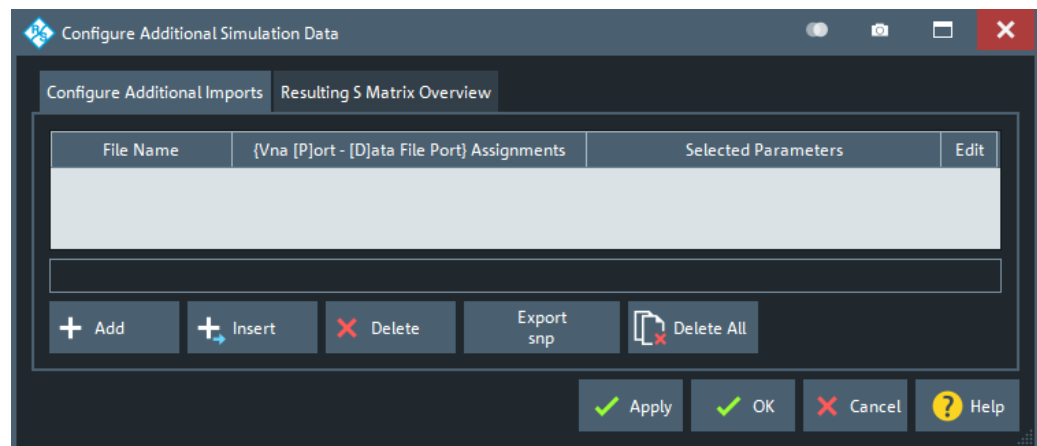 R&S Configure Additional Simulation Data
Configure Additional Imports Resulting S Matrix Overview
File Name {Vna [P]ort - [D]ata File Port} Assignments Selected Parameters Edit
Add Insert Delete Export snp Delete All
Apply OK Cancel ? Help